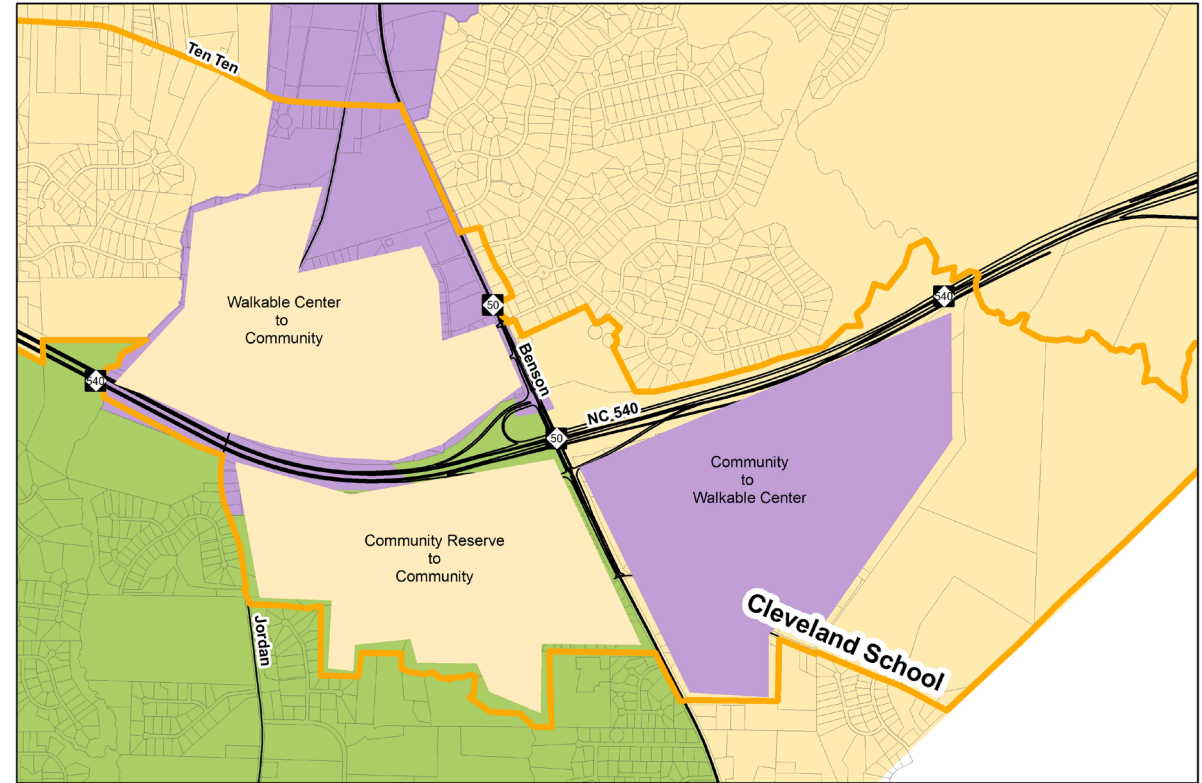 Ten Ten
Walkable Center
to
Community
50
540
Benson
540
NC 540
50
Community
to
Walkable Center
Community Reserve
to
Community
Cleveland School
Jordan